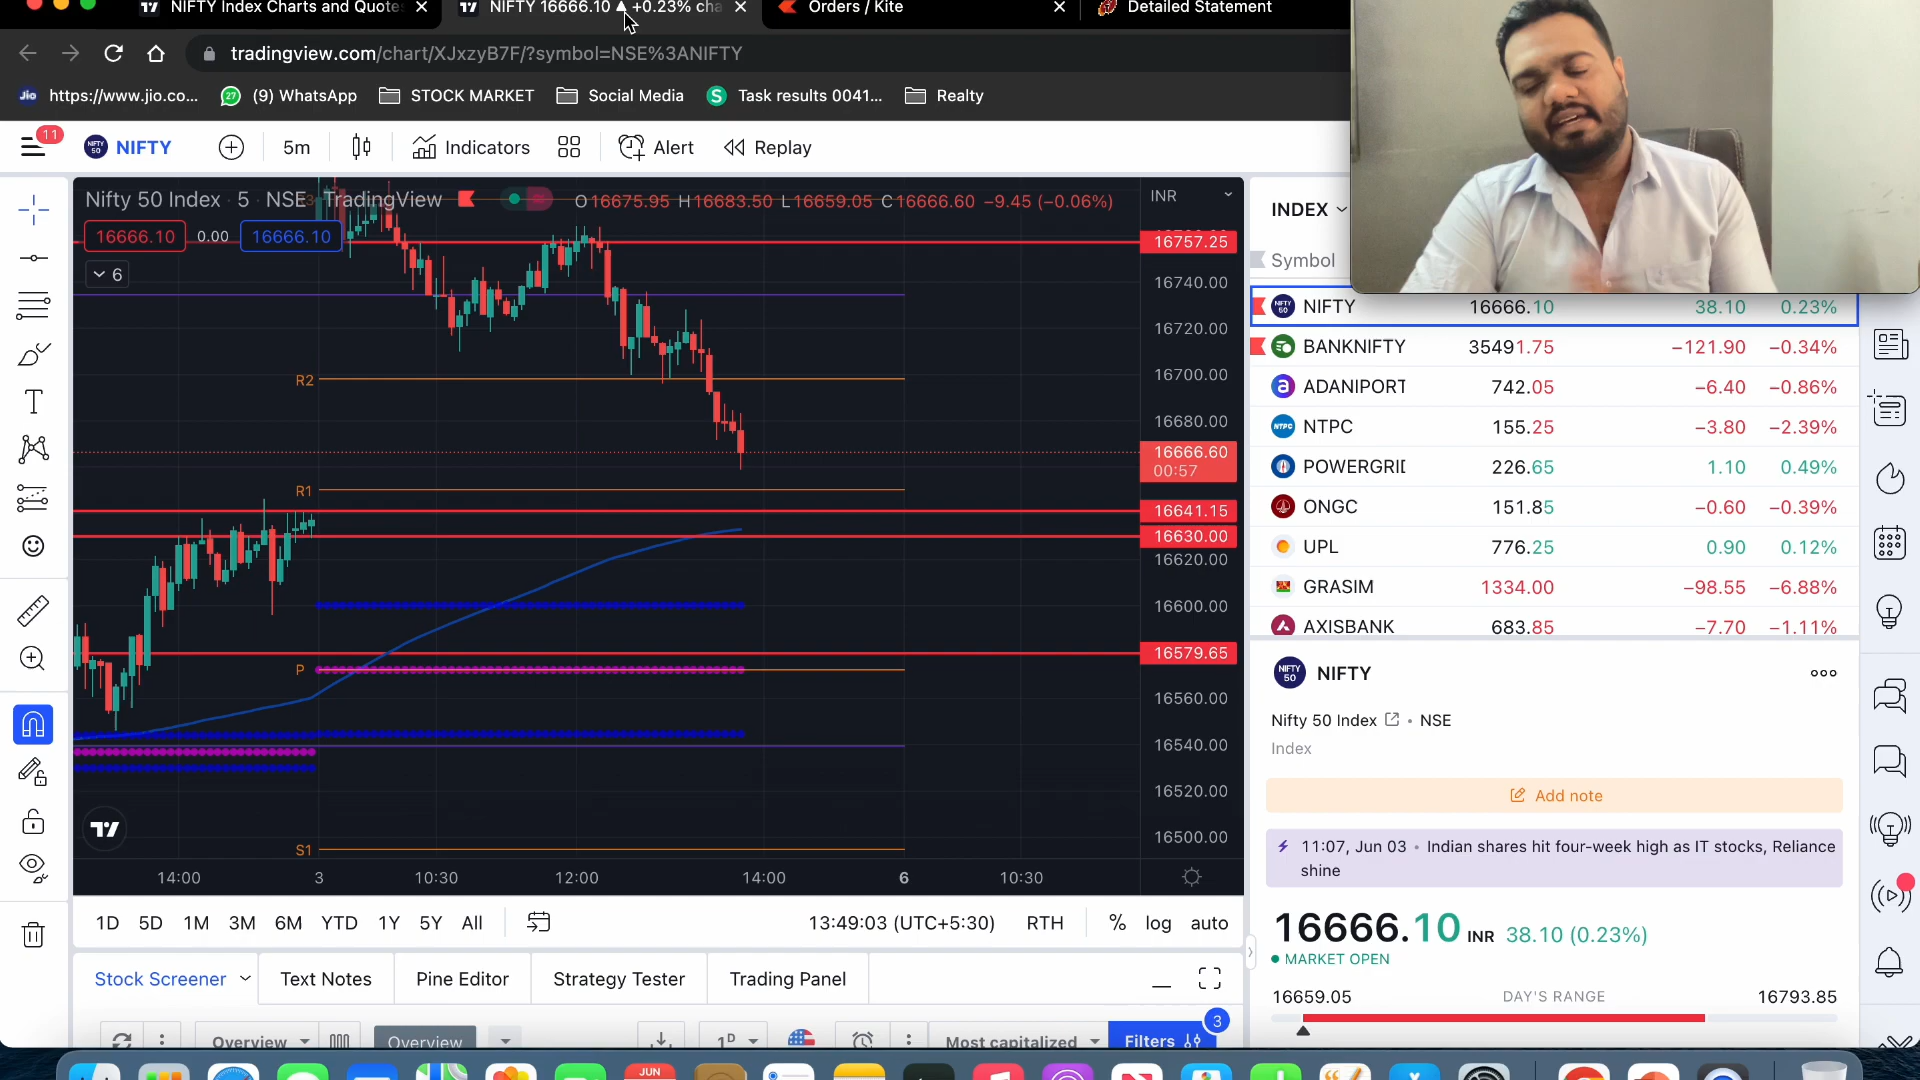 NIFTY Index Charts and Quote
NIFTY 16666.10 ▲ +0.23% cha
Orders / Kite
Detailed Statement
tradingview.com/chart/XJxzyB7F/?symbol=NSE%3ANIFTY
Jio https://www.jio.co...
27 (9) WhatsApp
STOCK MARKET
Social Media
S Task results 0041...
Realty
11
NIFTY 50 NIFTY
5m
Indicators
Alert
Replay
Nifty 50 Index · 5 · NSE · TradingView
O16675.95 H16683.50 L16659.05 C16666.60 −9.45 (−0.06%)
INR
16666.10 0.00 16666.10
6
16757.25
16740.00
16720.00
R2
16700.00
16680.00
16666.60
00:57
R1
16641.15
16630.00
16620.00
16600.00
16579.65
P
16560.00
16540.00
16520.00
S1
16500.00
14:00 3 10:30 12:00 14:00 6 10:30
1D 5D 1M 3M 6M YTD 1Y 5Y All
13:49:03 (UTC+5:30) RTH % log auto
Stock Screener
Text Notes
Pine Editor
Strategy Tester
Trading Panel
Overview
Overview
1D
Most capitalized
Filters
3
INDEX
Symbol
NIFTY 50 NIFTY 16666.10 38.10 0.23%
BANKNIFTY 35491.75 −121.90 −0.34%
a ADANIPORT 742.05 −6.40 −0.86%
NTPC NTPC 155.25 −3.80 −2.39%
POWERGRI 226.65 1.10 0.49%
ONGC 151.85 −0.60 −0.39%
UPL 776.25 0.90 0.12%
GRASIM 1334.00 −98.55 −6.88%
AXISBANK 683.85 −7.70 −1.11%
NIFTY 50 NIFTY
Nifty 50 Index • NSE
Index
Add note
11:07, Jun 03 • Indian shares hit four-week high as IT stocks, Reliance
shine
16666.10 INR 38.10 (0.23%)
MARKET OPEN
16659.05 DAY'S RANGE 16793.85
JUN